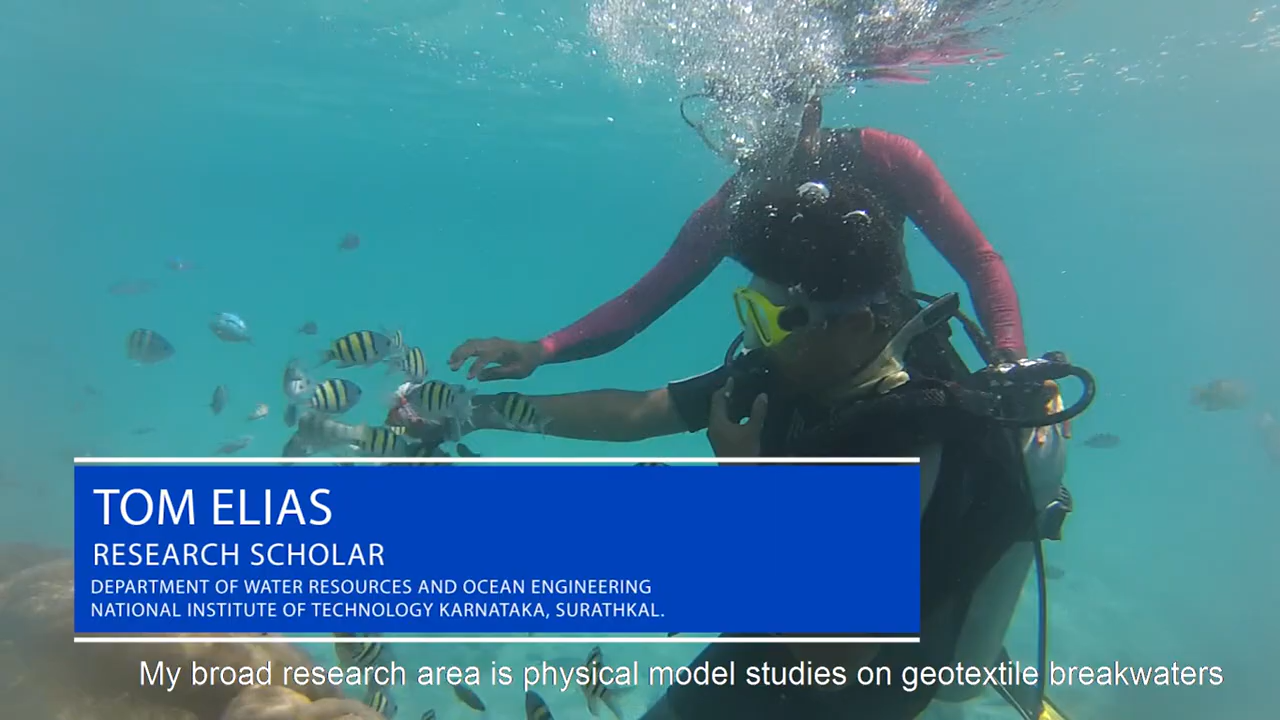 TOM ELIAS
RESEARCH SCHOLAR
DEPARTMENT OF WATER RESOURCES AND OCEAN ENGINEERING
NATIONAL INSTITUTE OF TECHNOLOGY KARNATAKA, SURATHKAL.
My broad research area is physical model studies on geotextile breakwaters